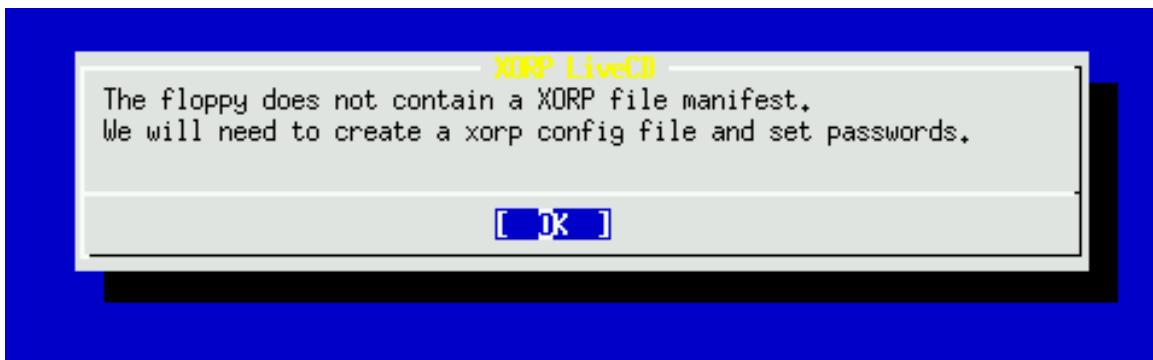 XORP LiveCD
The floppy does not contain a XORP file manifest.
We will need to create a xorp config file and set passwords.
[ OK ]